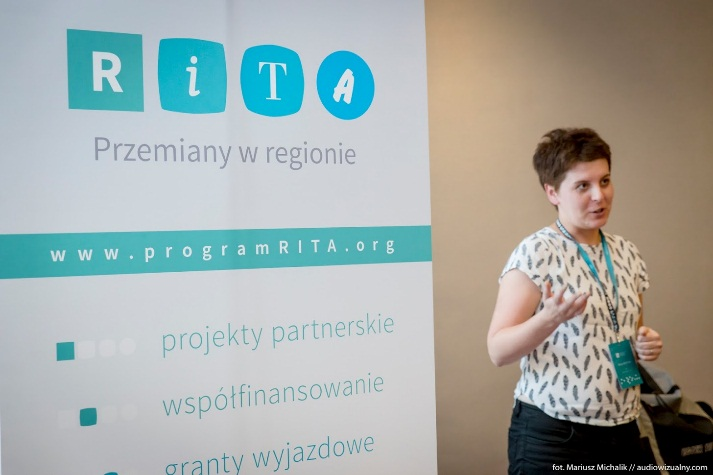 RiTA
Przemiany w regionie
www.programRITA.org
projekty partnerskie
współfinansowanie
granty wyjazdowe
fot. Mariusz Michalik // audiowizualny.com